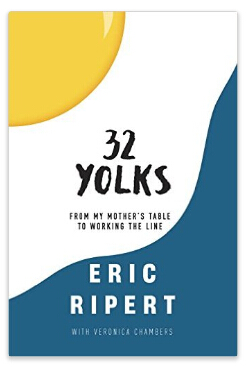 32
YOLKS
FROM MY MOTHER'S TABLE
TO WORKING THE LINE
ERIC
RIPERT
WITH VERONICA CHAMBERS